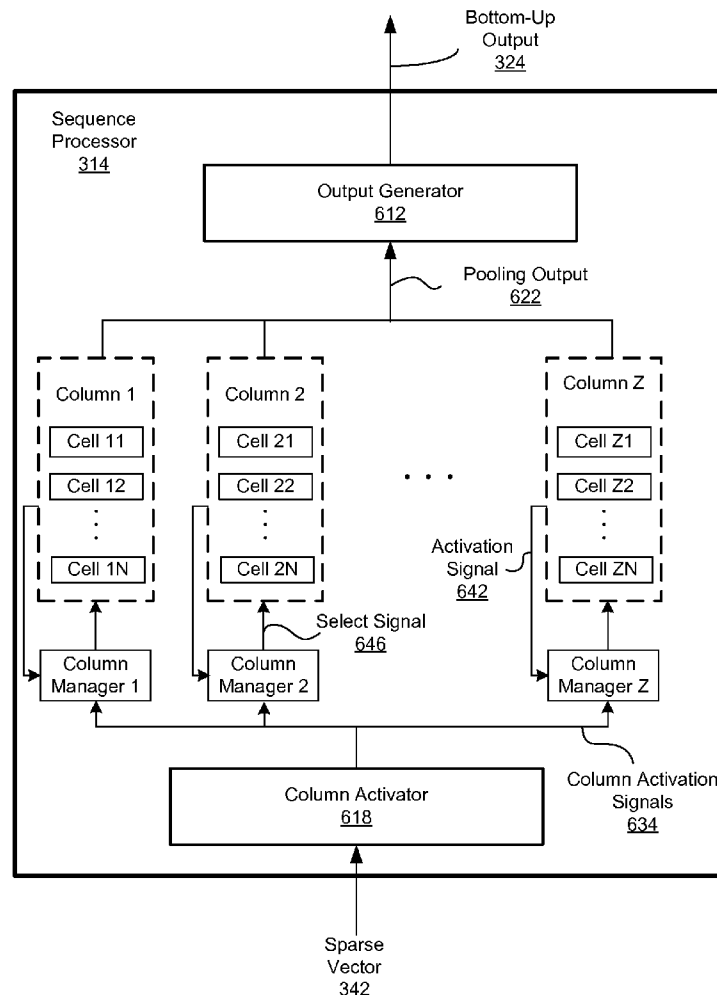 Bottom-Up
Output
324
Sequence
Processor
314
Output Generator
612
Pooling Output
622
Column 1
Cell 11
Cell 12
Cell 1N
Column 2
Cell 21
Cell 22
Cell 2N
. . .
Column Z
Cell Z1
Cell Z2
Cell ZN
Activation
Signal
642
Select Signal
646
Column
Manager 1
Column
Manager 2
Column
Manager Z
Column Activator
618
Column Activation
Signals
634
Sparse
Vector
342